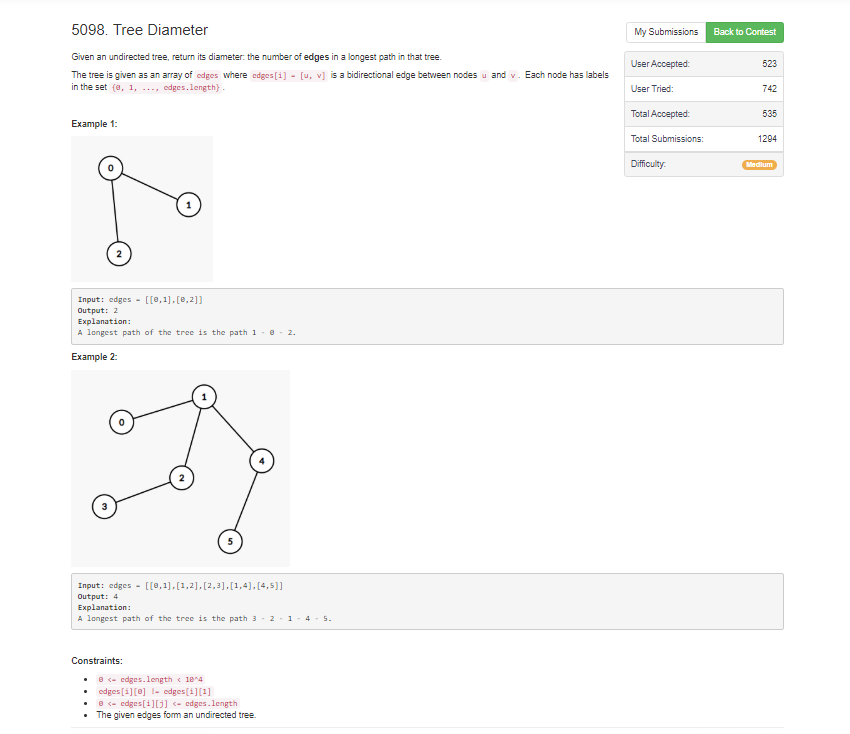 5098. Tree Diameter
My Submissions
Back to Contest
Given an undirected tree, return its diameter: the number of edges in a longest path in that tree.
The tree is given as an array of edges where edges[i] = [u, v] is a bidirectional edge between nodes u and v. Each node has labels
in the set {0, 1, ..., edges.length}.
User Accepted: 523
User Tried: 742
Total Accepted: 535
Total Submissions: 1294
Difficulty: Medium
Example 1:
0
1
2
Input: edges = [[0,1],[0,2]]
Output: 2
Explanation:
A longest path of the tree is the path 1 - 0 - 2.
Example 2:
1
0
4
2
3
5
Input: edges = [[0,1],[1,2],[2,3],[1,4],[4,5]]
Output: 4
Explanation:
A longest path of the tree is the path 3 - 2 - 1 - 4 - 5.
Constraints:
• 0 <= edges.length < 10^4
• edges[i][0] != edges[i][1]
• 0 <= edges[i][j] <= edges.length
• The given edges form an undirected tree.